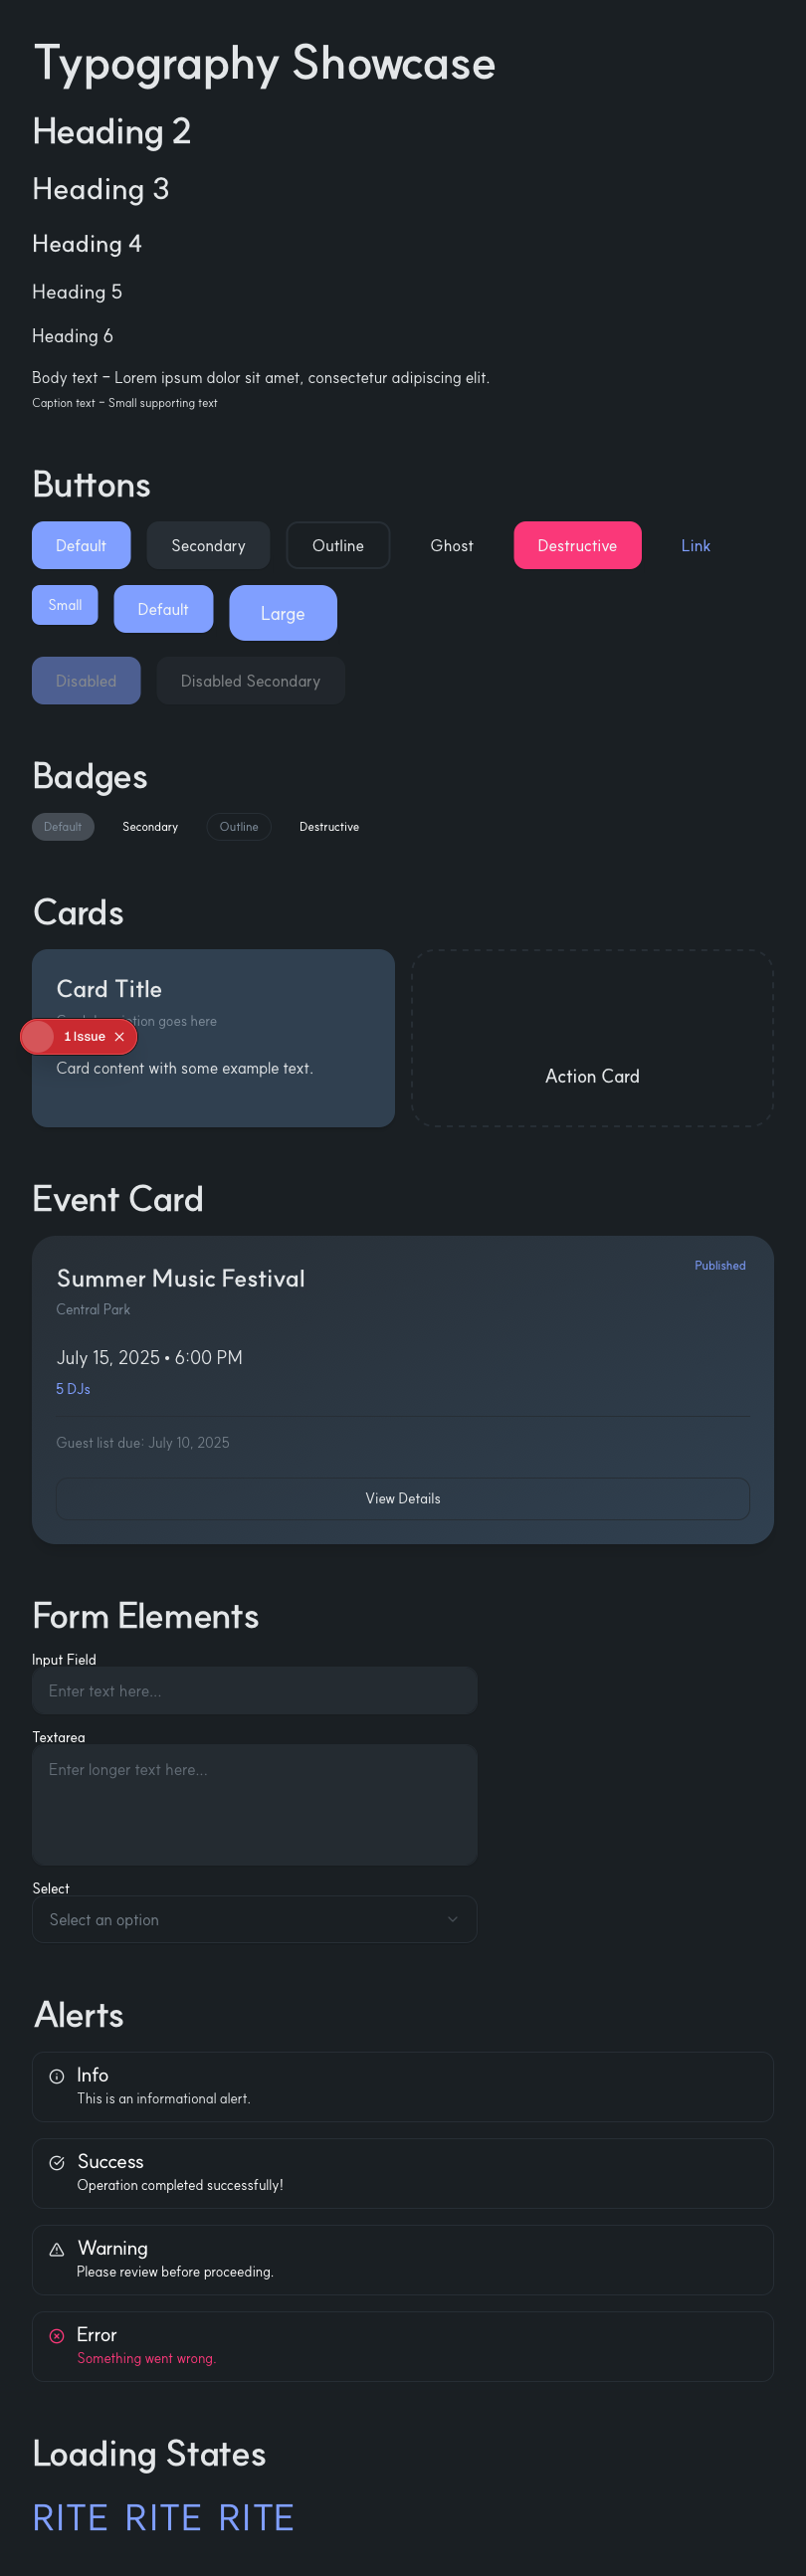 Typography Showcase
Heading 2
Heading 3
Heading 4
Heading 5
Heading 6
Body text – Lorem ipsum dolor sit amet, consectetur adipiscing elit.
Caption text – Small supporting text
Buttons
Default Secondary Outline Ghost Destructive Link
Small Default Large
Disabled Disabled Secondary
Badges
Default Secondary Outline Destructive
Cards
Card Title
goes here
1 Issue
Card content with some example text.
Action Card
Event Card
Published
Summer Music Festival
Central Park
July 15, 2025 • 6:00 PM
5 DJs
Guest list due: July 10, 2025
View Details
Form Elements
Input Field
Enter text here...
Textarea
Enter longer text here...
Select
Select an option
Alerts
Info
This is an informational alert.
Success
Operation completed successfully!
Warning
Please review before proceeding.
Error
Something went wrong.
Loading States
RITE RITE RITE